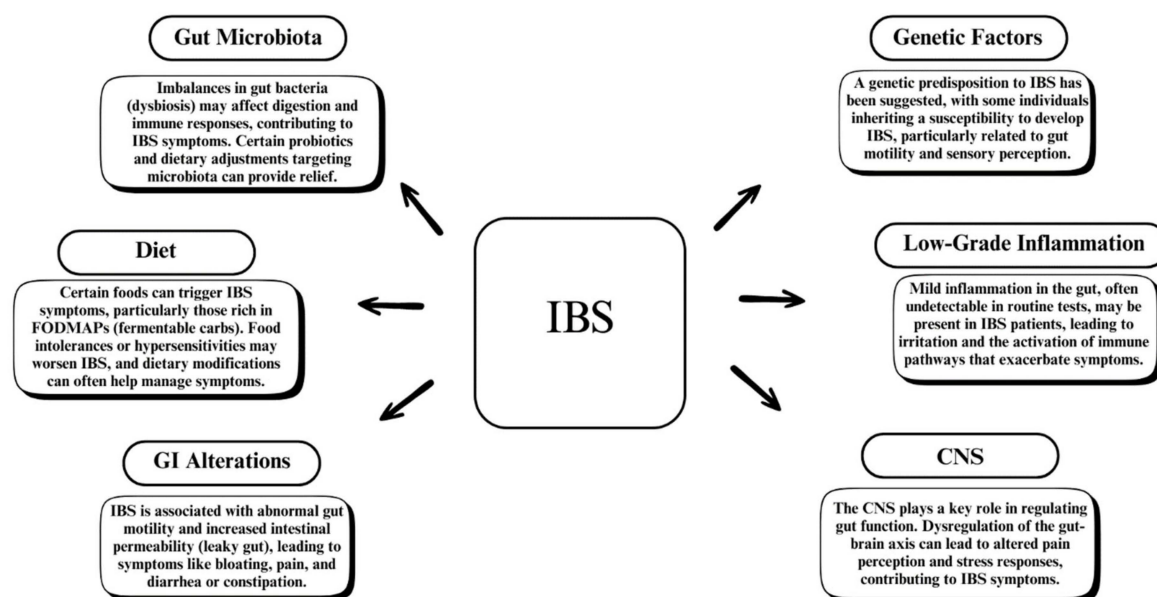 Gut Microbiota
Imbalances in gut bacteria
(dysbiosis) may affect digestion and
immune responses, contributing to
IBS symptoms. Certain probiotics
and dietary adjustments targeting
microbiota can provide relief.
Diet
Certain foods can trigger IBS
symptoms, particularly those rich in
FODMAPs (fermentable carbs). Food
intolerances or hypersensitivities may
worsen IBS, and dietary modifications
can often help manage symptoms.
GI Alterations
IBS is associated with abnormal gut
motility and increased intestinal
permeability (leaky gut), leading to
symptoms like bloating, pain, and
diarrhea or constipation.
IBS
Genetic Factors
A genetic predisposition to IBS has
been suggested, with some individuals
inheriting a susceptibility to develop
IBS, particularly related to gut
motility and sensory perception.
Low-Grade Inflammation
Mild inflammation in the gut, often
undetectable in routine tests, may be
present in IBS patients, leading to
irritation and the activation of immune
pathways that exacerbate symptoms.
CNS
The CNS plays a key role in regulating
gut function. Dysregulation of the gut-
brain axis can lead to altered pain
perception and stress responses,
contributing to IBS symptoms.